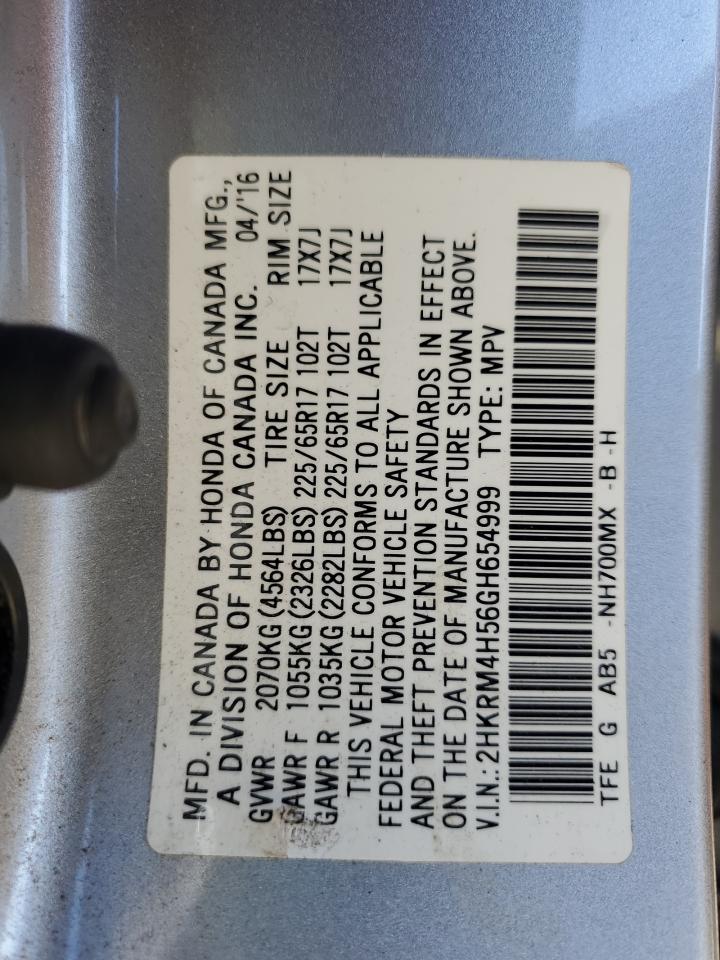 MFD. IN CANADA BY HONDA OF CANADA MFG.,
A DIVISION OF HONDA CANADA INC. 04/'16
GVWR 2070KG (4564LBS) TIRE SIZE RIM SIZE
GAWR F 1055KG (2326LBS) 225/65R17 102T 17X7J
GAWR R 1035KG (2282LBS) 225/65R17 102T 17X7J
THIS VEHICLE CONFORMS TO ALL APPLICABLE
FEDERAL MOTOR VEHICLE SAFETY
AND THEFT PREVENTION STANDARDS IN EFFECT
ON THE DATE OF MANUFACTURE SHOWN ABOVE.
V.I.N.: 2HKRM4H56GH654999 TYPE: MPV
TFE G AB5 -NH700MX -B -H